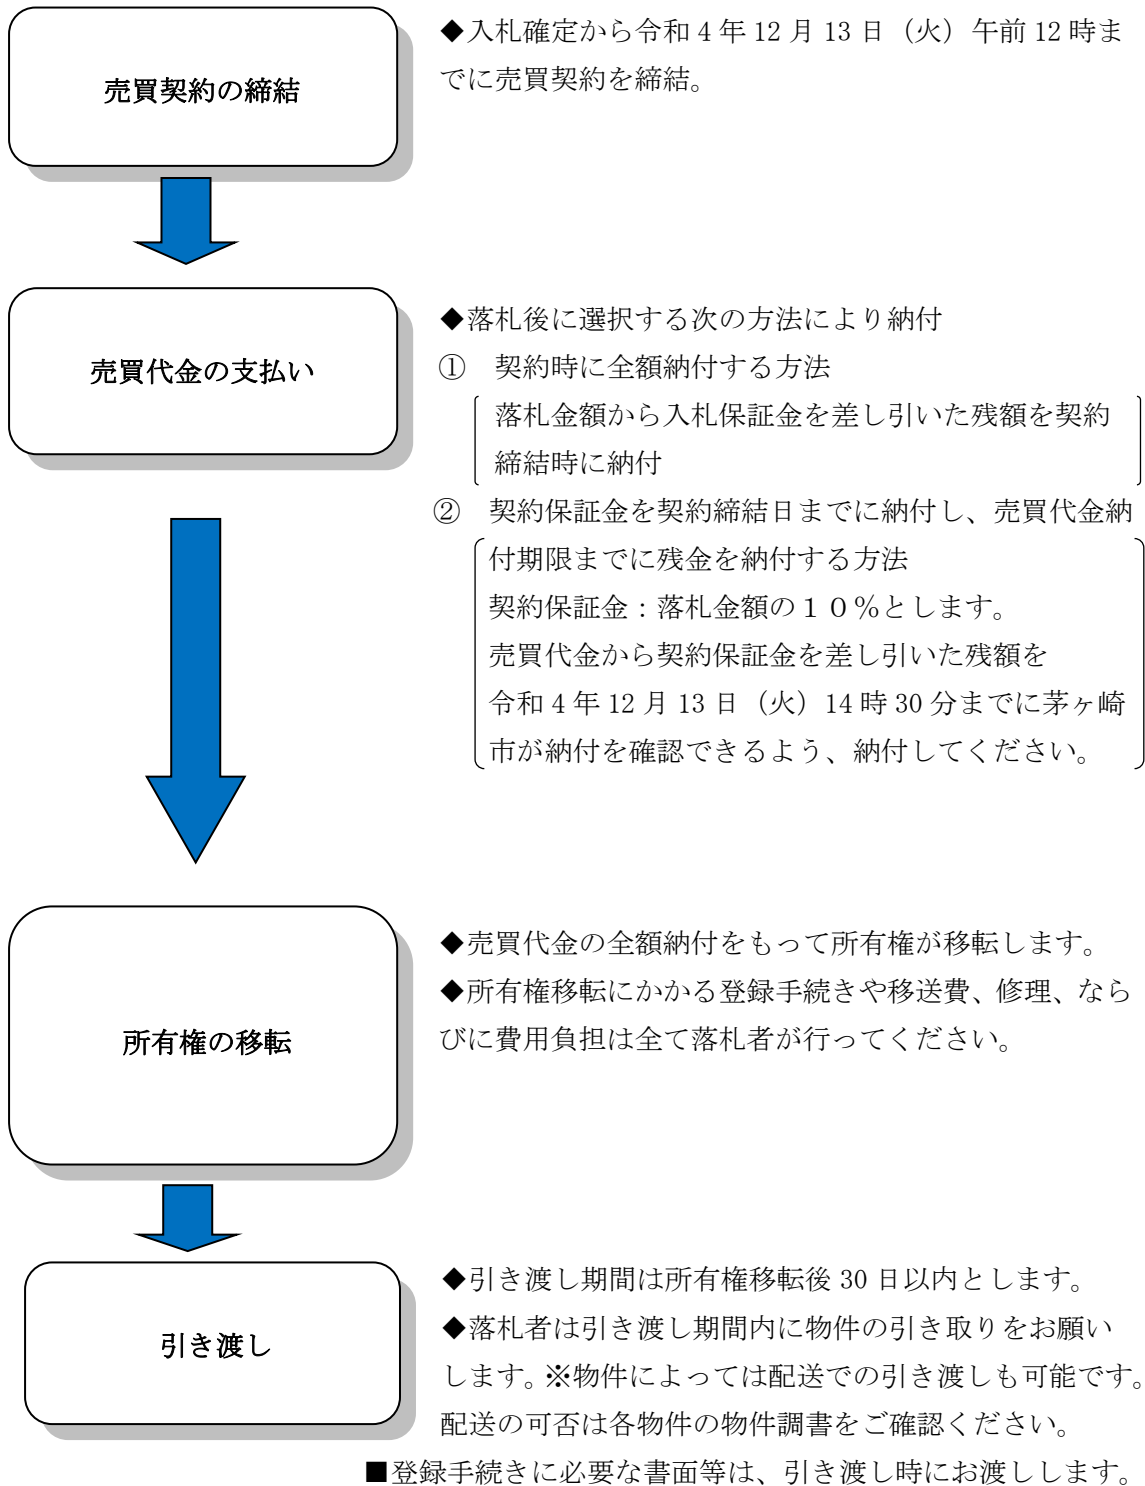 売買契約の締結
◆入札確定から令和4年12月13日（火）午前12時ま
でに売買契約を締結。
売買代金の支払い
◆落札後に選択する次の方法により納付
①　契約時に全額納付する方法
落札金額から入札保証金を差し引いた残額を契約
締結時に納付
②　契約保証金を契約締結日までに納付し、売買代金納
付期限までに残金を納付する方法
契約保証金：落札金額の１０％とします。
売買代金から契約保証金を差し引いた残額を
令和4年12月13日（火）14時30分までに茅ヶ崎
市が納付を確認できるよう、納付してください。
所有権の移転
◆売買代金の全額納付をもって所有権が移転します。
◆所有権移転にかかる登録手続きや移送費、修理、なら
びに費用負担は全て落札者が行ってください。
引き渡し
◆引き渡し期間は所有権移転後30日以内とします。
◆落札者は引き渡し期間内に物件の引き取りをお願い
します。※物件によっては配送での引き渡しも可能です。
配送の可否は各物件の物件調書をご確認ください。
■登録手続きに必要な書面等は、引き渡し時にお渡しします。